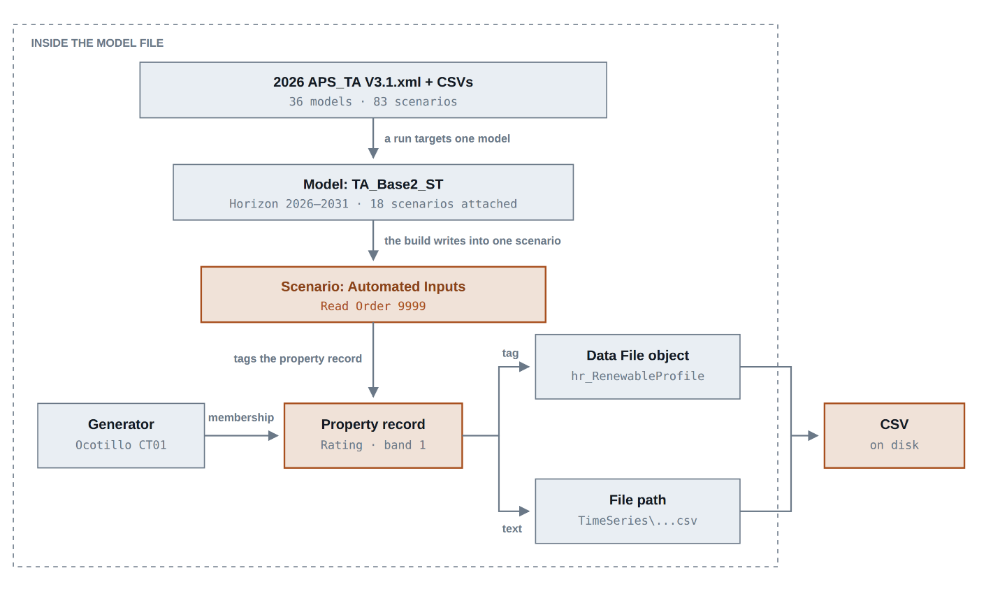 INSIDE THE MODEL FILE
2026 APS_TA V3.1.xml + CSVs
36 models · 83 scenarios
a run targets one model
Model: TA_Base2_ST
Horizon 2026–2031 · 18 scenarios attached
the build writes into one scenario
Scenario: Automated Inputs
Read Order 9999
tags the property record
tag
Data File object
hr_RenewableProfile
Generator
Ocotillo CT01
membership
Property record
Rating · band 1
CSV
on disk
File path
TimeSeries\...csv
text